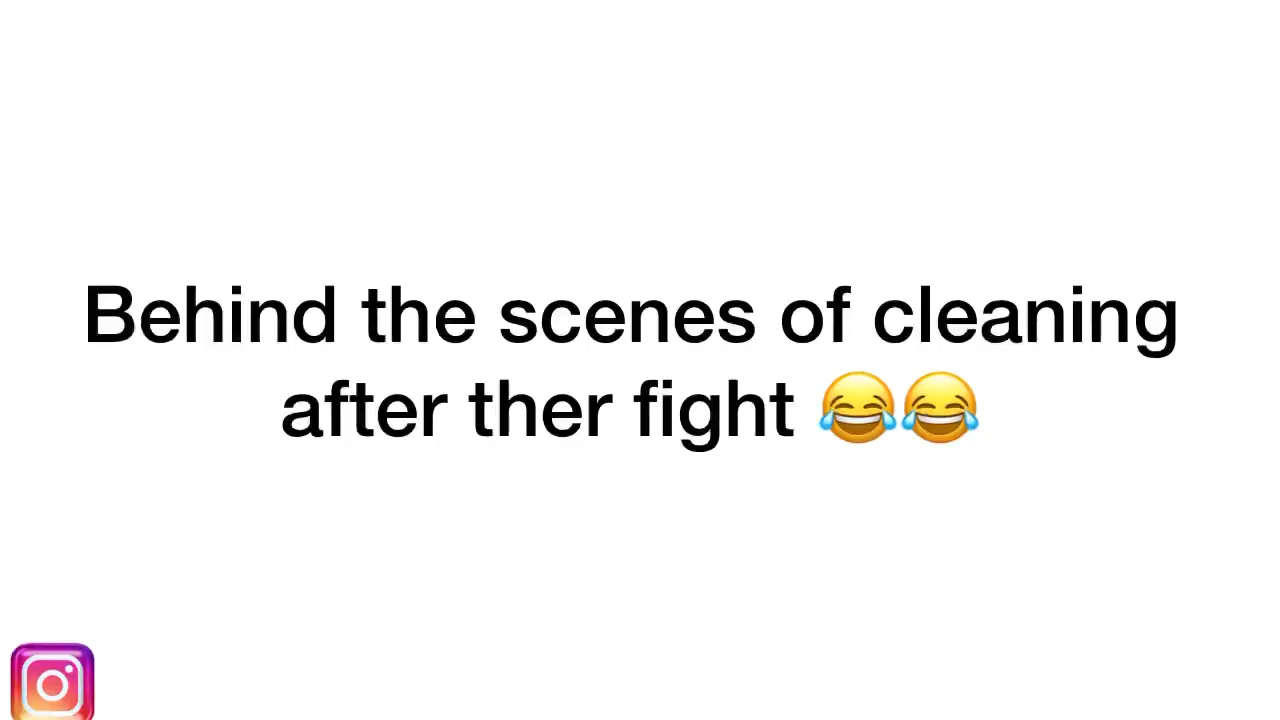 Behind the scenes of cleaning
after ther fight 😂😂